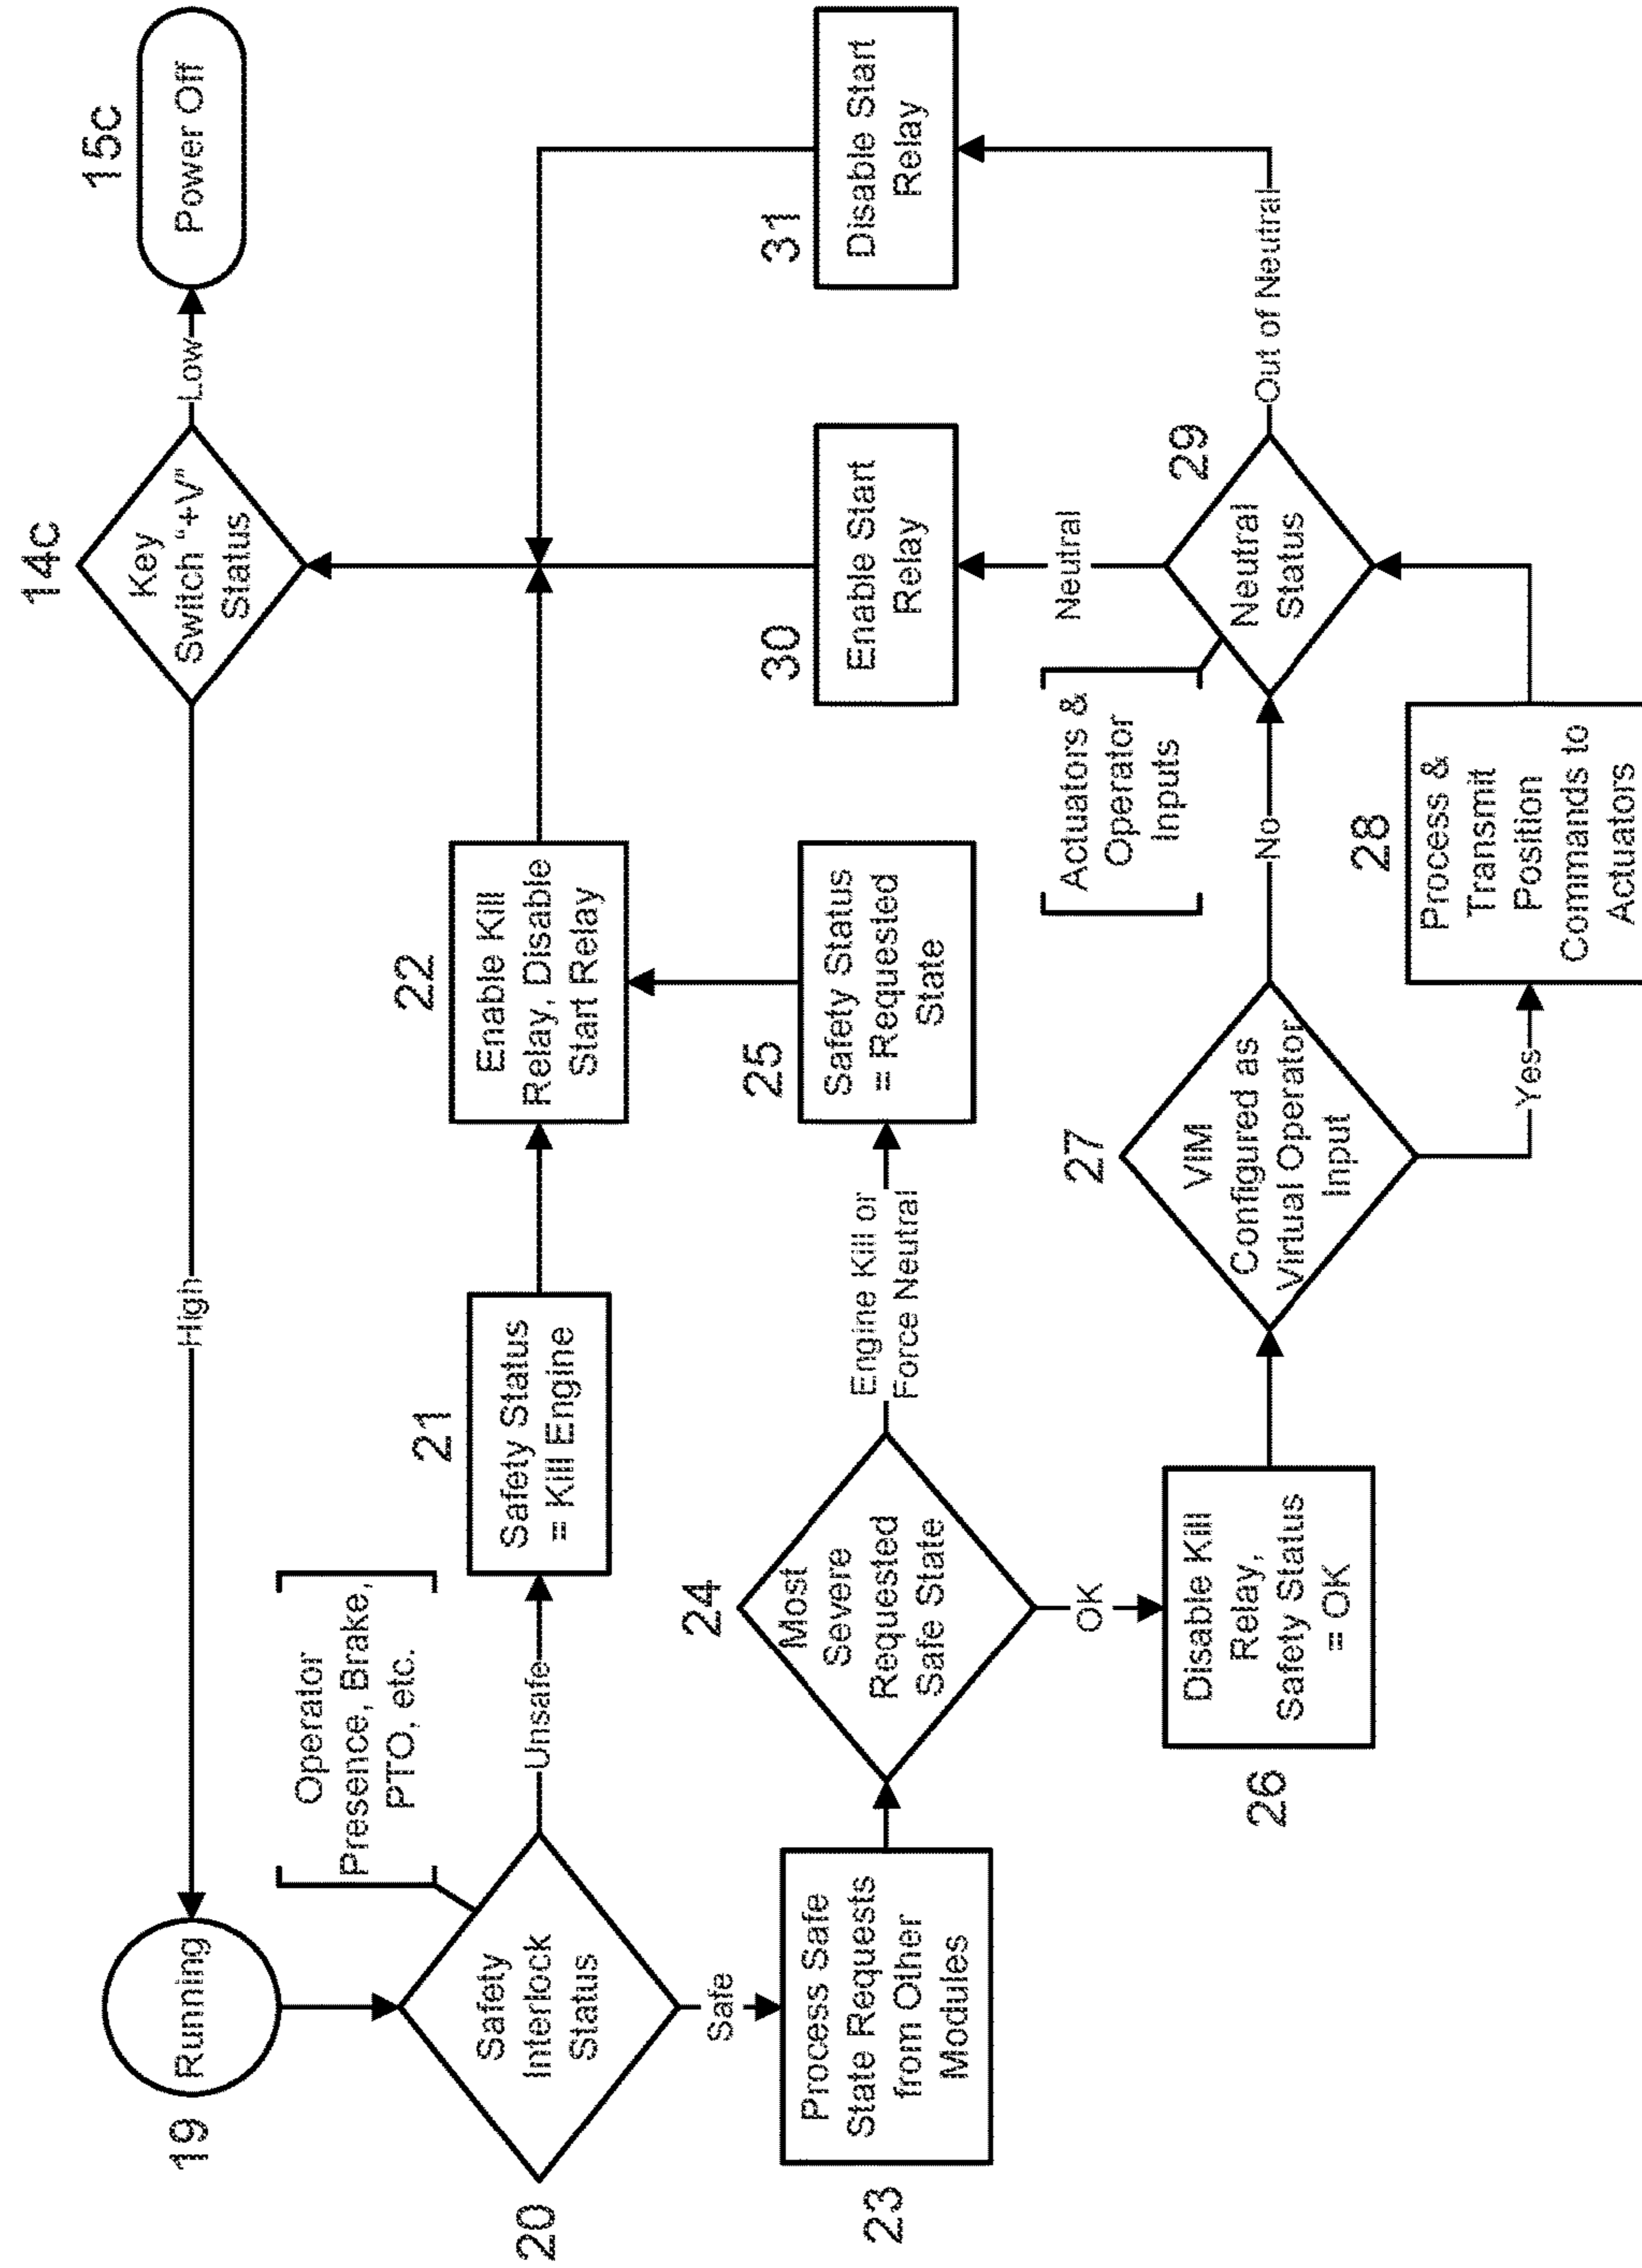 19
Running
High
14c
Key
Switch "+V"
Status
Low
15c
Power Off
20
Safety
Interlock
Status
Operator
Presence, Brake,
PTO, etc.
Unsafe
21
Safety Status
= Kill Engine
22
Enable Kill
Relay, Disable
Start Relay
Safe
23
Process Safe
State Requests
from Other
Modules
24
Most
Severe
Requested
Safe State
Engine Kill or
Force Neutral
25
Safety Status
= Requested
State
OK
26
Disable Kill
Relay,
Safety Status
= OK
27
VIM
Configured as
Virtual Operator
Input
No
Yes
28
Process &
Transmit
Position
Commands to
Actuators
Actuators &
Operator
Inputs
29
Neutral
Status
Neutral
30
Enable Start
Relay
Out of Neutral
31
Disable Start
Relay